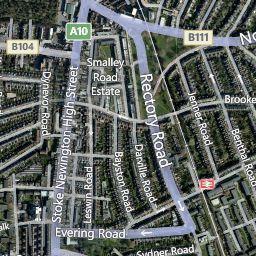 A10
B104
B111
No
Smalley
Road
Estate
Dynevor Road
Stoke Newington High Street
Rectory Road
Jenner Road
Brooke
Bentha Road
Leswin Road
Bayston Road
Darville Road
Evering Road
Sydner Road